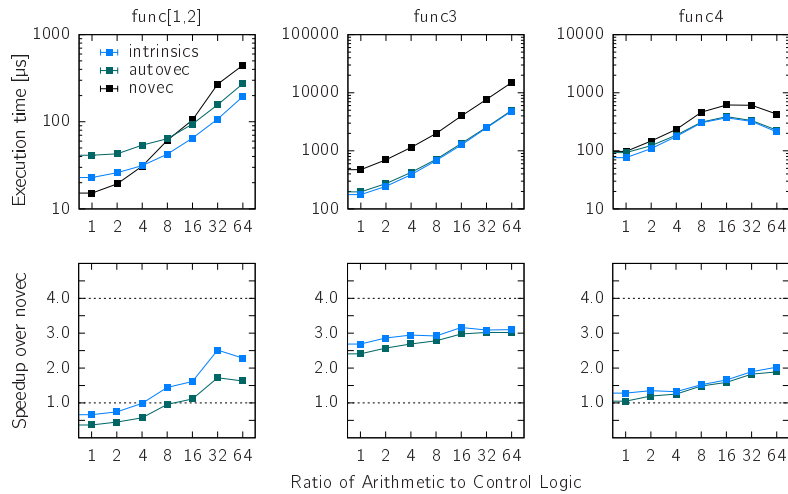 func[1,2]
func3
func4
Execution time [µs]
1000
100
10
intrinsics
autovec
novec
1 2 4 8 16 32 64
100000
10000
1000
100
1 2 4 8 16 32 64
1000
100
10
1 2 4 8 16 32 64
Speedup over novec
4.0
3.0
2.0
1.0
1 2 4 8 16 32 64
4.0
3.0
2.0
1.0
1 2 4 8 16 32 64
4.0
3.0
2.0
1.0
1 2 4 8 16 32 64
Ratio of Arithmetic to Control Logic